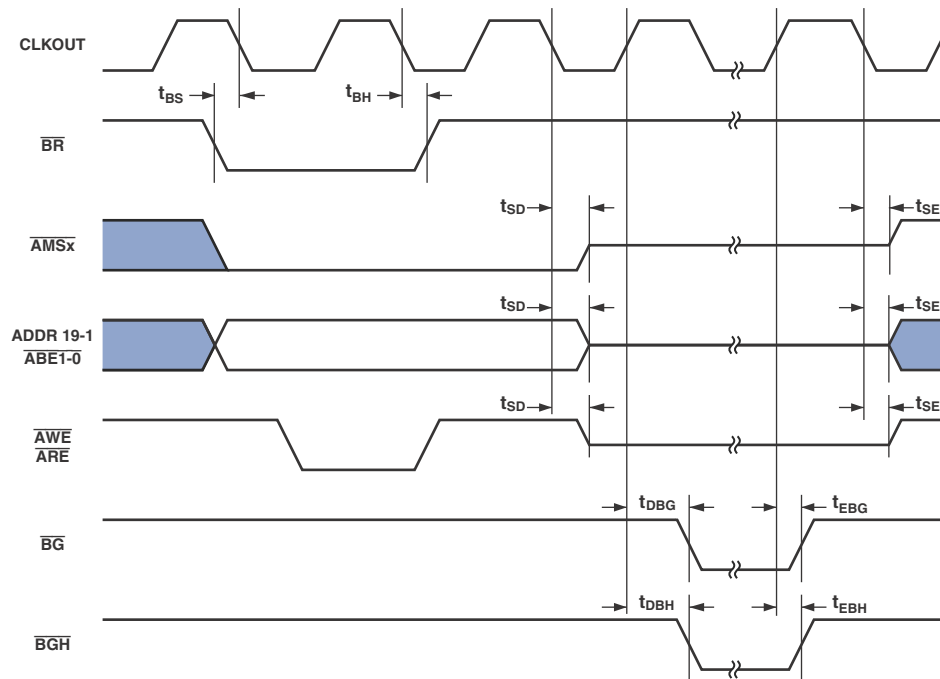 CLKOUT
tBS
tBH
BR
tSD
tSE
AMSx
tSD
tSE
ADDR 19-1
ABE1-0
tSD
tSE
AWE
ARE
tDBG
tEBG
BG
tDBH
tEBH
BGH